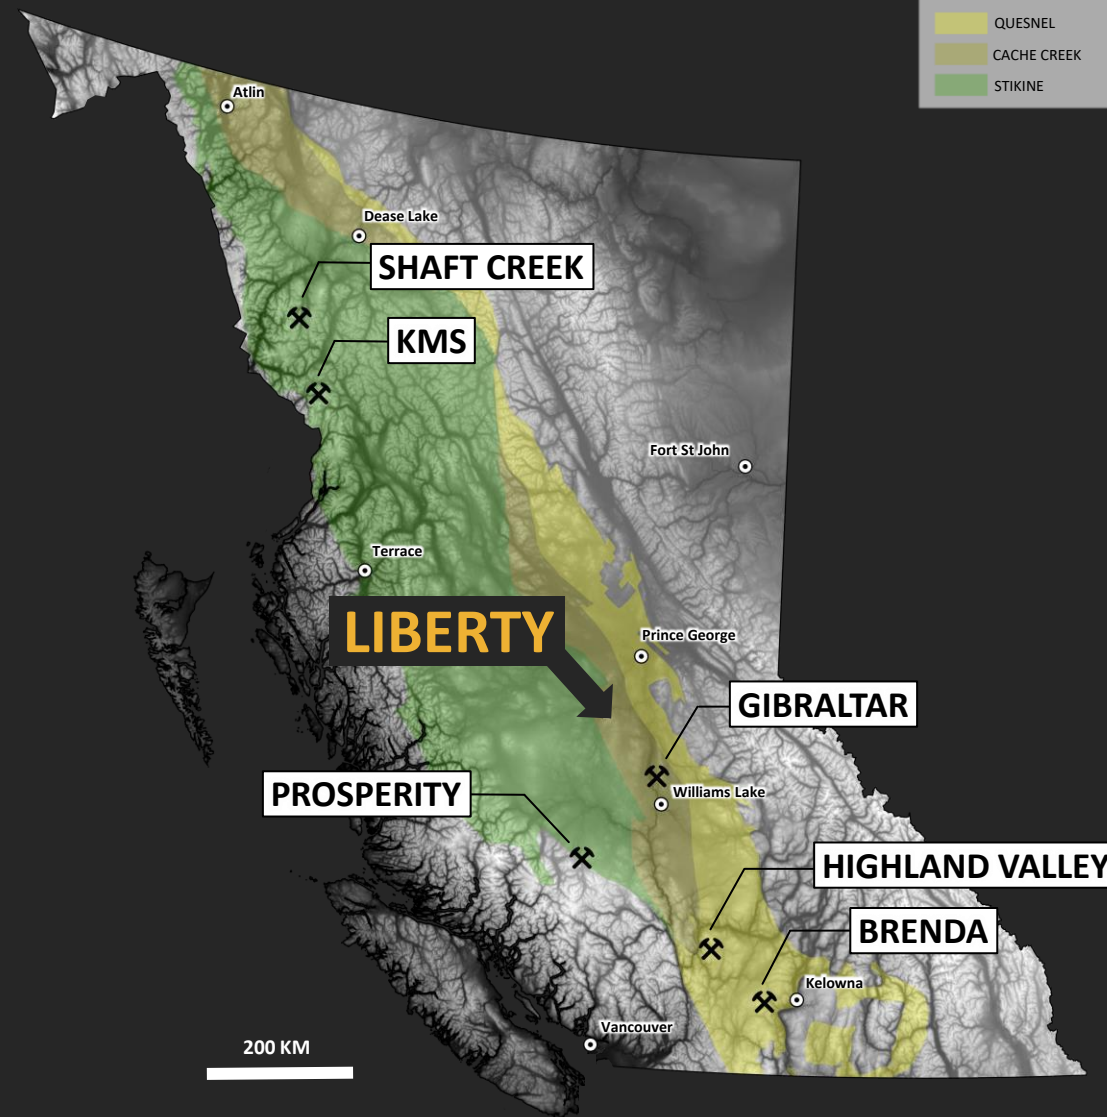 QUESNEL
CACHE CREEK
STIKINE
Atlin
Dease Lake
SHAFT CREEK
KMS
Fort St John
Terrace
LIBERTY
Prince George
GIBRALTAR
PROSPERITY
Williams Lake
HIGHLAND VALLEY
BRENDA
Kelowna
Vancouver
200 KM